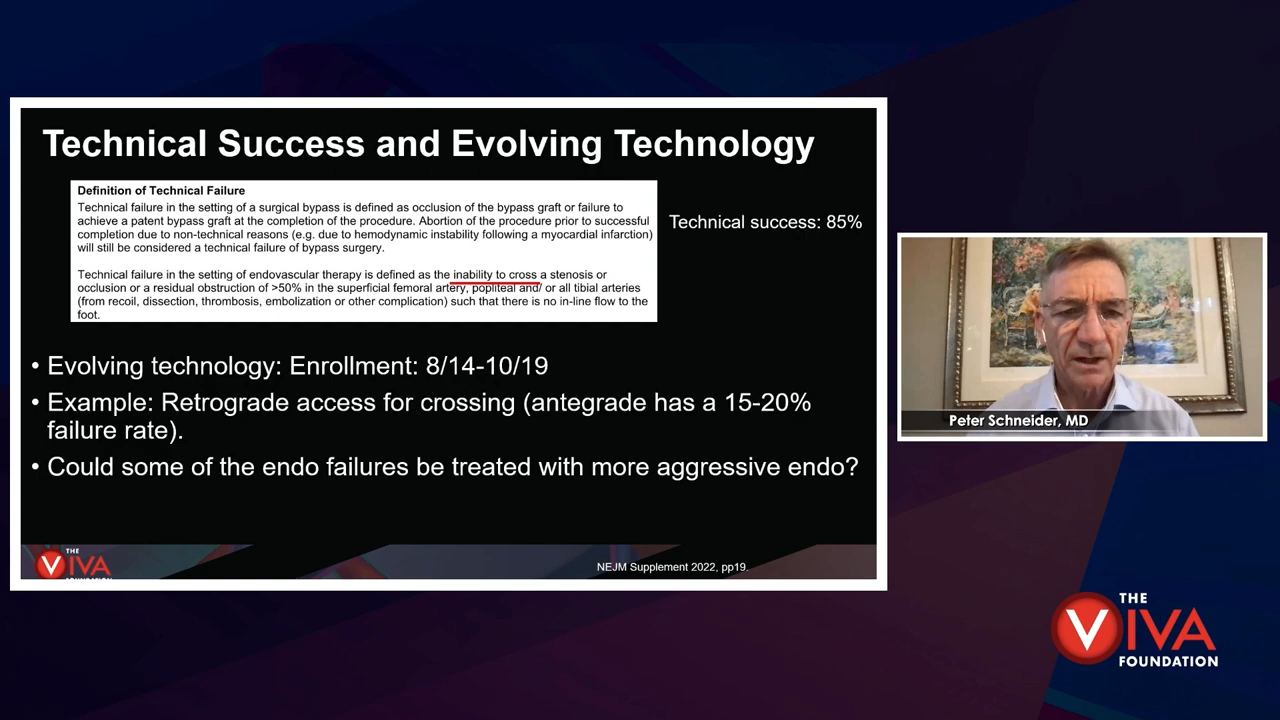 Technical Success and Evolving Technology
Definition of Technical Failure
Technical failure in the setting of a surgical bypass is defined as occlusion of the bypass graft or failure to
achieve a patent bypass graft at the completion of the procedure. Abortion of the procedure prior to successful
completion due to non-technical reasons (e.g. due to hemodynamic instability following a myocardial infarction)
will still be considered a technical failure of bypass surgery.
Technical failure in the setting of endovascular therapy is defined as the inability to cross a stenosis or
occlusion or a residual obstruction of >50% in the superficial femoral artery, popliteal and/ or all tibial arteries
(from recoil, dissection, thrombosis, embolization or other complication) such that there is no in-line flow to the
foot.
Technical success: 85%
• Evolving technology: Enrollment: 8/14-10/19
• Example: Retrograde access for crossing (antegrade has a 15-20%
failure rate).
• Could some of the endo failures be treated with more aggressive endo?
THE
VIVA
FOUNDATION
NEJM Supplement 2022, pp19.
Peter Schneider, MD
THE
VIVA
FOUNDATION